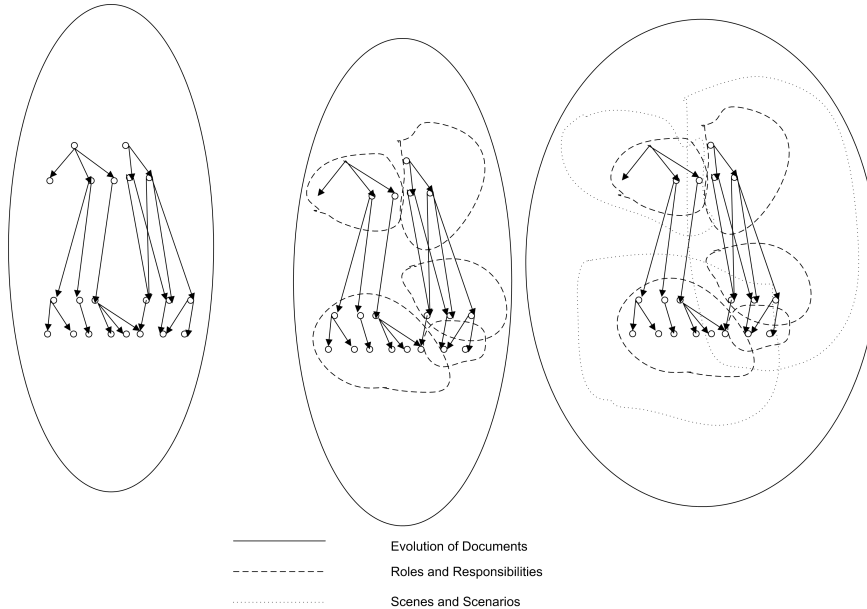 Evolution of Documents
Roles and Responsibilities
Scenes and Scenarios